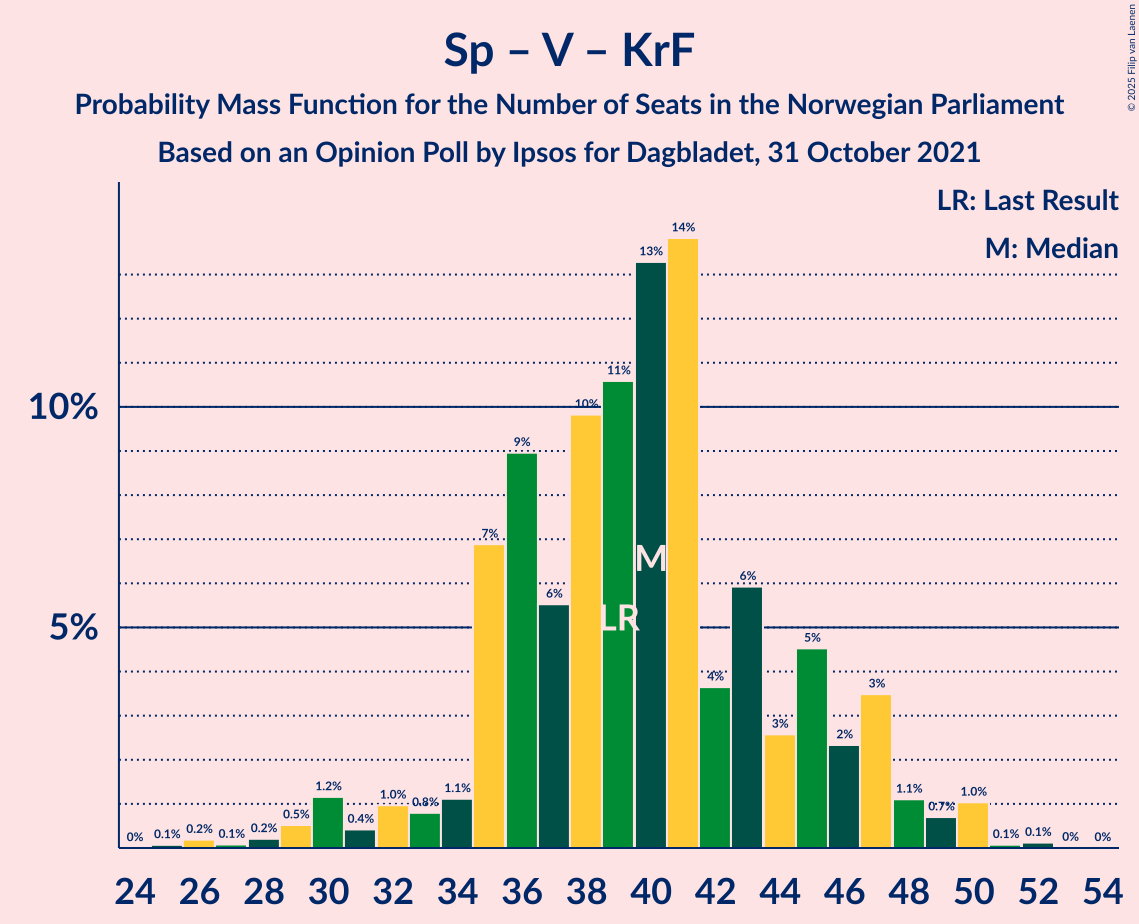 Sp – V – KrF
Probability Mass Function for the Number of Seats in the Norwegian Parliament
Based on an Opinion Poll by Ipsos for Dagbladet, 31 October 2021
© 2025 Filip van Laenen
LR: Last Result
M: Median
10%
5%
0% 0.1% 0.2% 0.1% 0.2% 0.5% 1.2% 0.4% 1.0% 0.8% 1.1% 7% 9% 6% 10% 11% 13% 14% 4% 6% 3% 5% 2% 3% 1.1% 0.7% 1.0% 0.1% 0.1% 0% 0%
M
LR
24 26 28 30 32 34 36 38 40 42 44 46 48 50 52 54